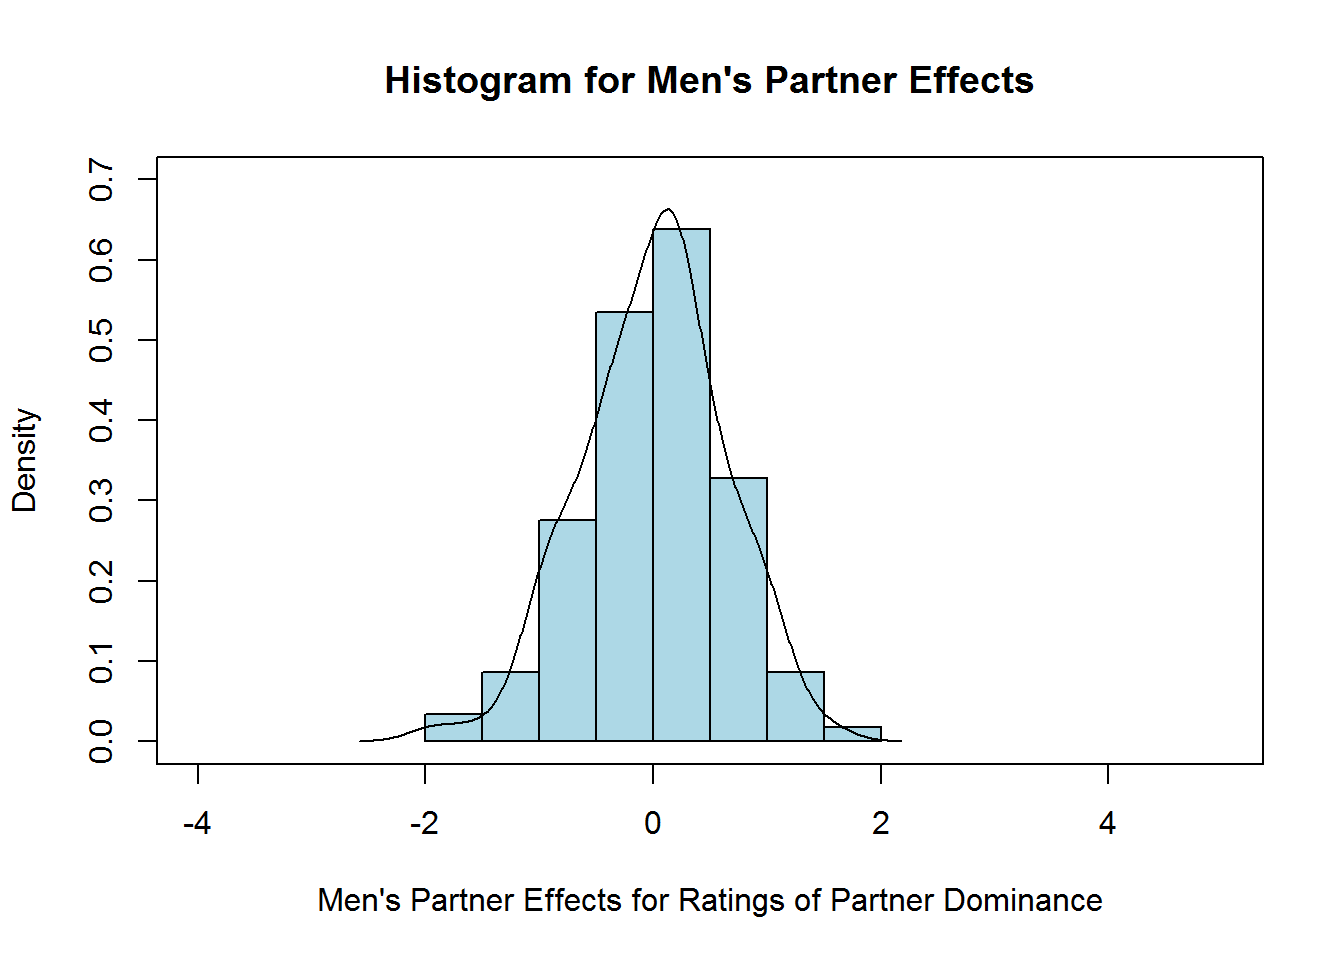 Histogram for Men's Partner Effects
0.7
0.6
0.5
0.4
0.3
0.2
0.1
0.0
Density
-4 -2 0 2 4
Men's Partner Effects for Ratings of Partner Dominance